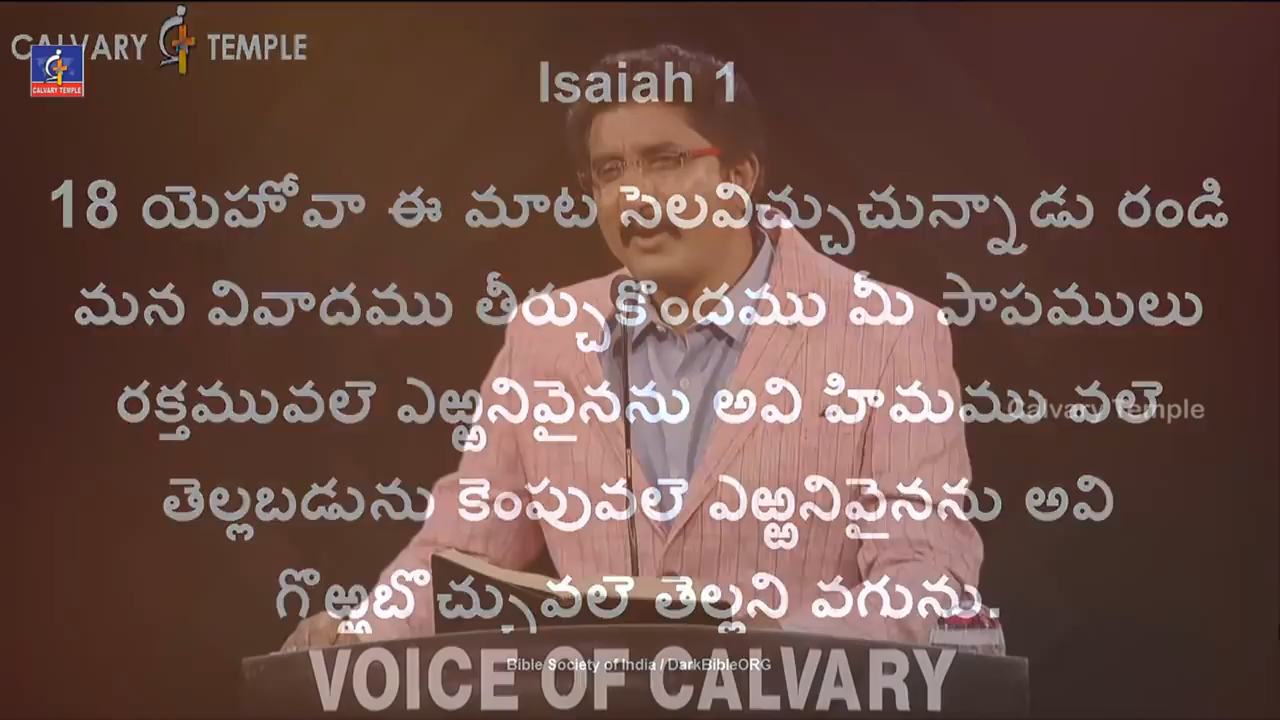 CALVARY TEMPLE
CALVARY TEMPLE
Isaiah 1
18 యెహోవా ఈ మాట సెలవిచ్చుచున్నాడు రండి
మన వివాదము తీర్చుకొందము మీ పాపములు
రక్తమువలె ఎఱ్ఱనివైనను అవి హిమము వలె
Calvary Temple
తెల్లబడును కెంపువలె ఎఱ్ఱనివైనను అవి
గొఱ్ఱబొచ్చువలె తెల్లని వగును.
Bible Society of India / DarkBibleORG
VOICE OF CALVARY